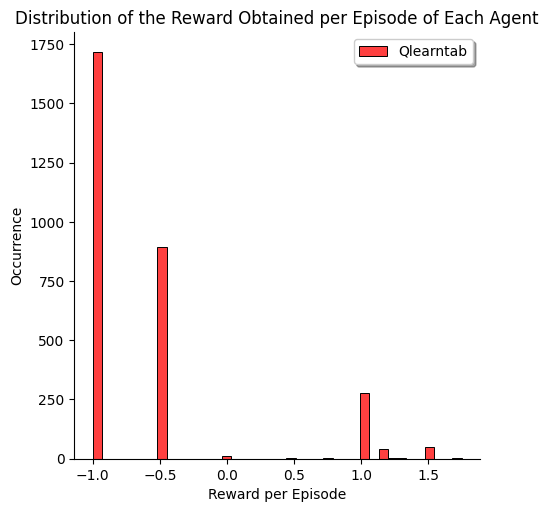 Distribution of the Reward Obtained per Episode of Each Agent
Qlearntab
1750
1500
1250
1000
750
500
250
0
Occurrence
−1.0 −0.5 0.0 0.5 1.0 1.5
Reward per Episode